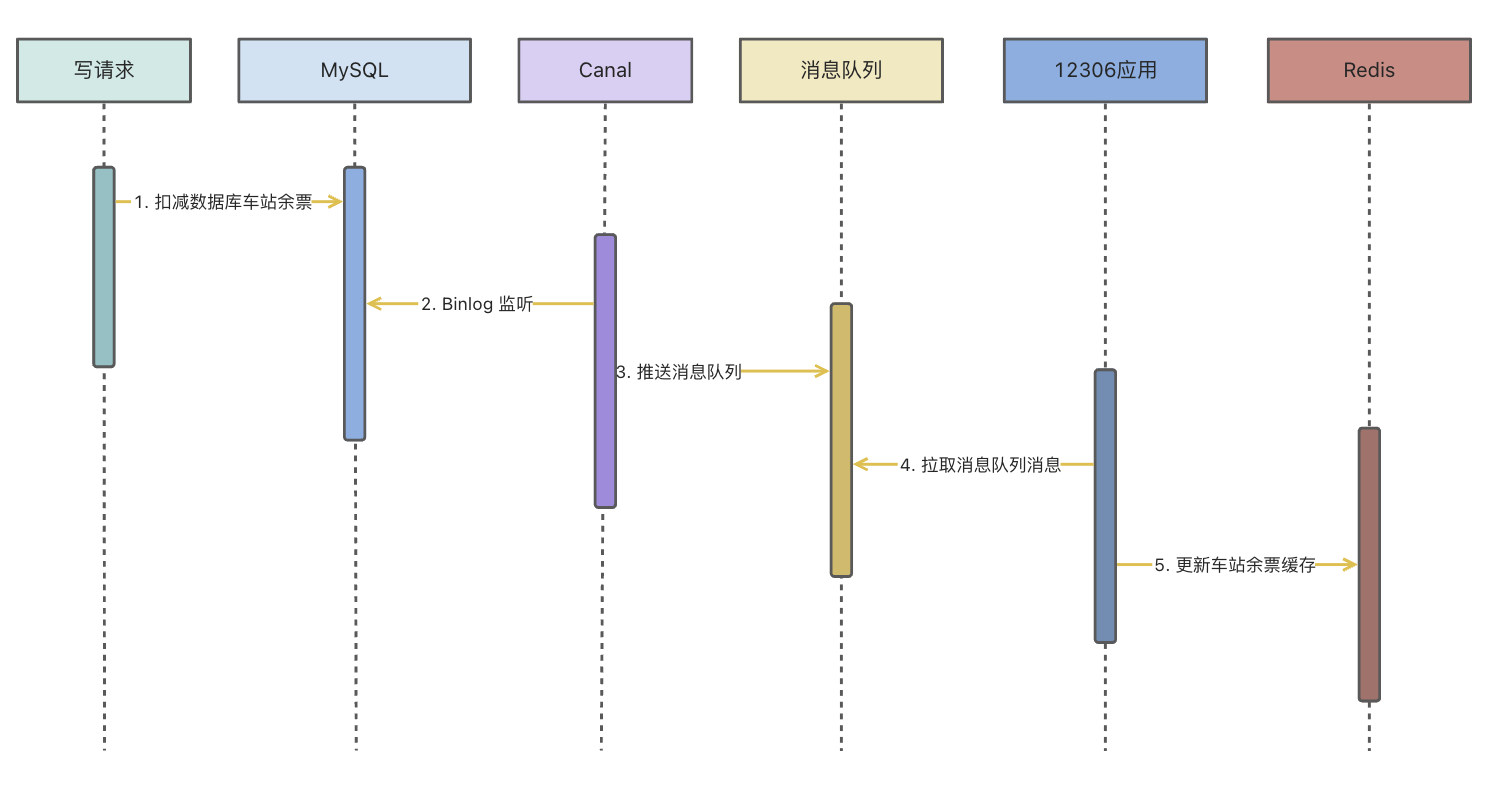 写请求
MySQL
Canal
消息队列
12306应用
Redis
1. 扣减数据库车站余票
2. Binlog 监听
3. 推送消息队列
4. 拉取消息队列消息
5. 更新车站余票缓存